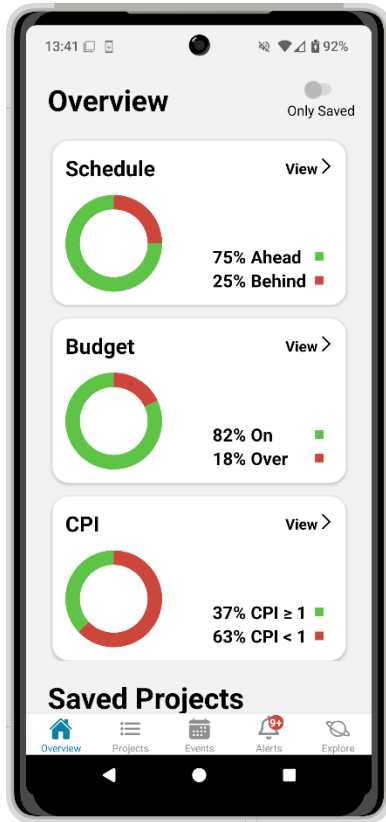 13:41 92%
Overview
Only Saved
Schedule View
75% Ahead
25% Behind
Budget View
82% On
18% Over
CPI View
37% CPI ≥ 1
63% CPI < 1
Saved Projects
9+
Overview Projects Events Alerts Explore